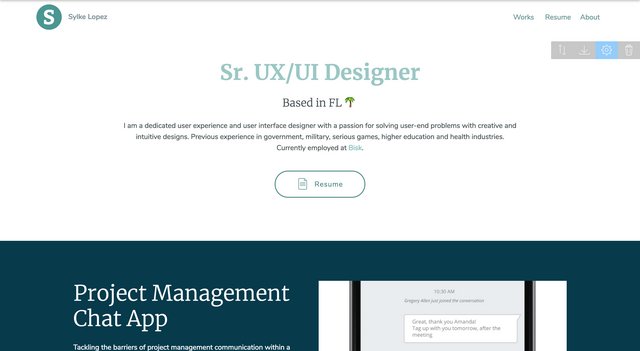 S
Sylke Lopez
Works
Resume
About
Sr. UX/UI Designer
Based in FL 🌴
I am a dedicated user experience and user interface designer with a passion for solving user-end problems with creative and
intuitive designs. Previous experience in government, military, serious games, higher education and health industries.
Currently employed at Bisk.
Resume
Project Management
Chat App
Tackling the barriers of project management communication within a
10:30 AM
Gregory Allen just joined the conversation
Great, thank you Amanda!
Tag up with you tomorrow, after the
meeting